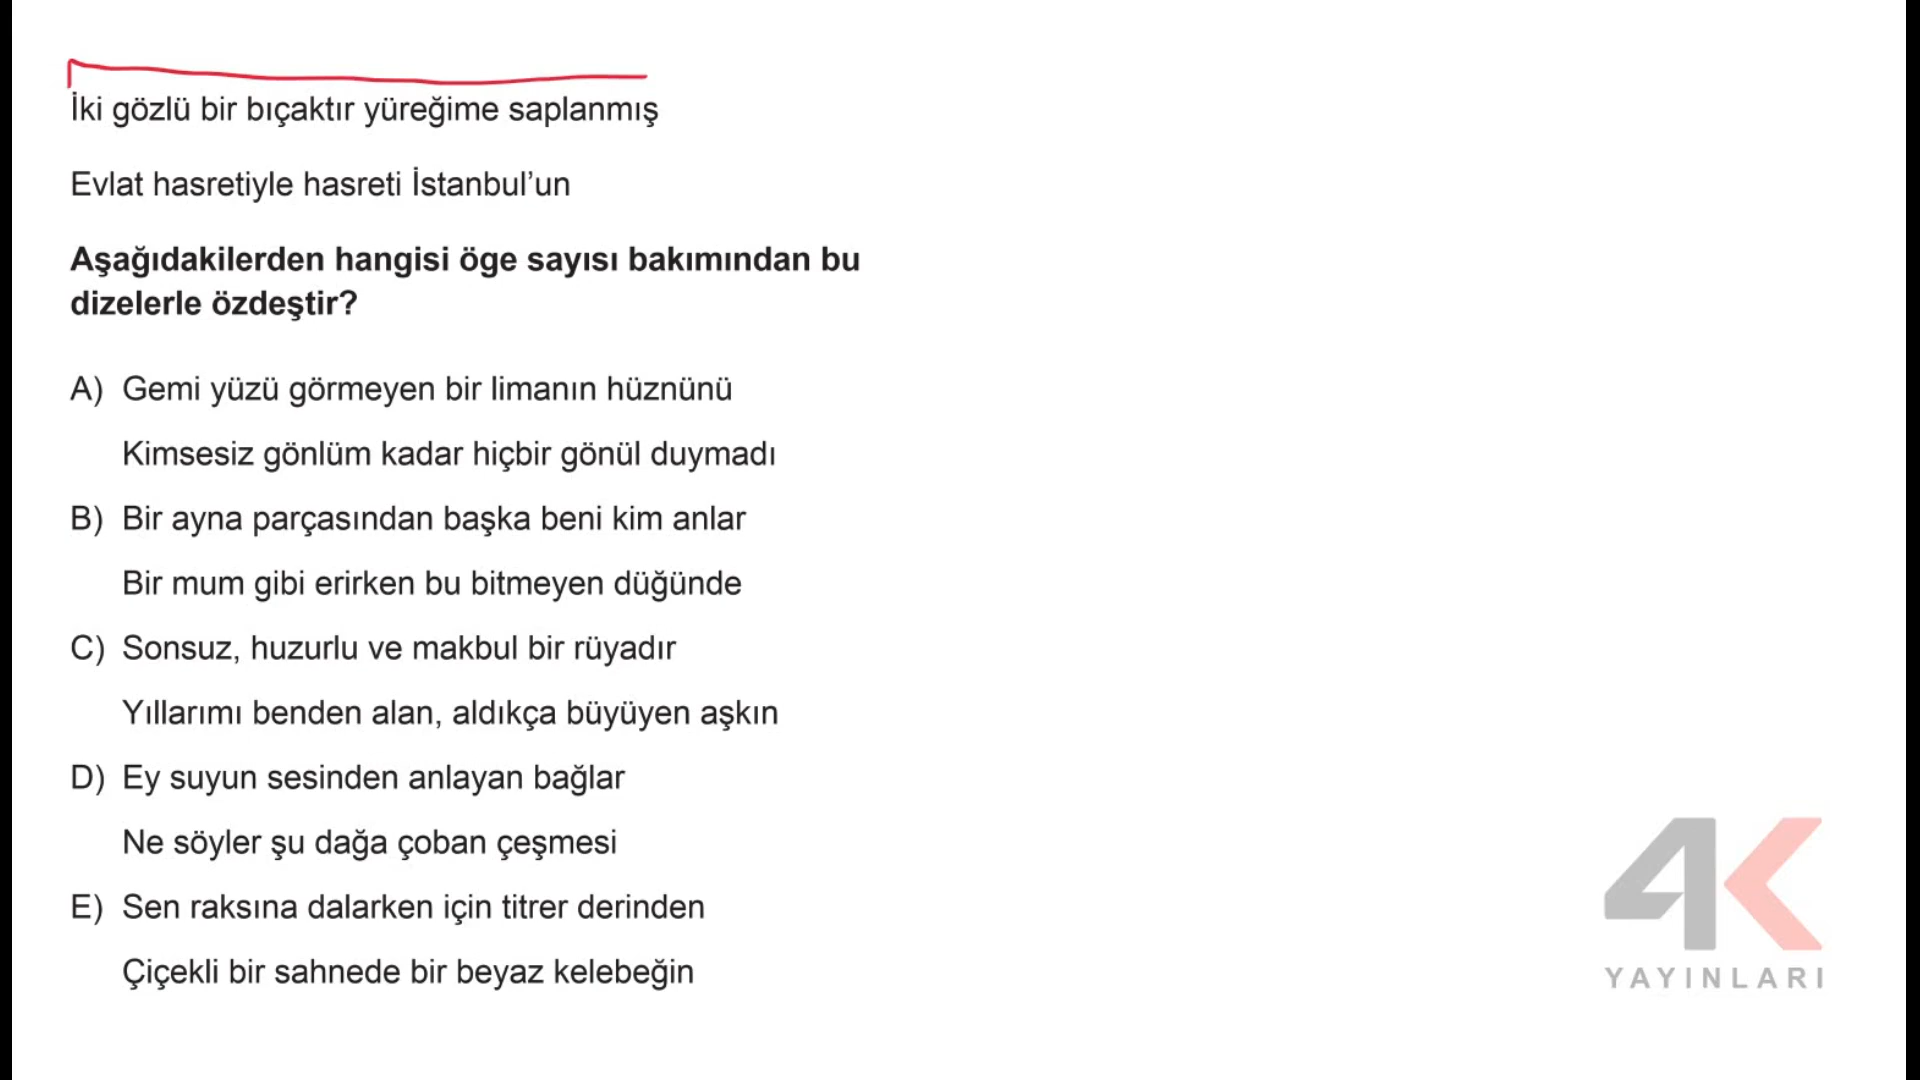 İki gözlü bir bıçaktır yüreğime saplanmış
Evlat hasretiyle hasreti İstanbul'un
Aşağıdakilerden hangisi öge sayısı bakımından bu
dizelerle özdeştir?
A) Gemi yüzü görmeyen bir limanın hüznünü
Kimsesiz gönlüm kadar hiçbir gönül duymadı
B) Bir ayna parçasından başka beni kim anlar
Bir mum gibi erirken bu bitmeyen düğünde
C) Sonsuz, huzurlu ve makbul bir rüyadır
Yıllarımı benden alan, aldıkça büyüyen aşkın
D) Ey suyun sesinden anlayan bağlar
Ne söyler şu dağa çoban çeşmesi
E) Sen raksına dalarken için titrer derinden
Çiçekli bir sahnede bir beyaz kelebeğin
4K
YAYINLARI